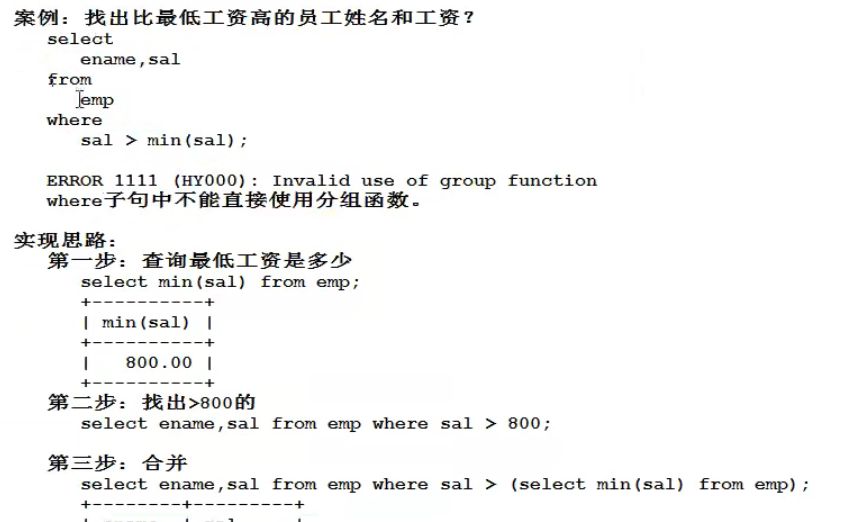 案例：找出比最低工资高的员工姓名和工资？
select
ename,sal
from
emp
where
sal > min(sal);
ERROR 1111 (HY000): Invalid use of group function
where子句中不能直接使用分组函数。
实现思路：
第一步：查询最低工资是多少
select min(sal) from emp;
+----------+
| min(sal) |
+----------+
|   800.00 |
+----------+
第二步：找出>800的
select ename,sal from emp where sal > 800;
第三步：合并
select ename,sal from emp where sal > (select min(sal) from emp);
+--------+---------+